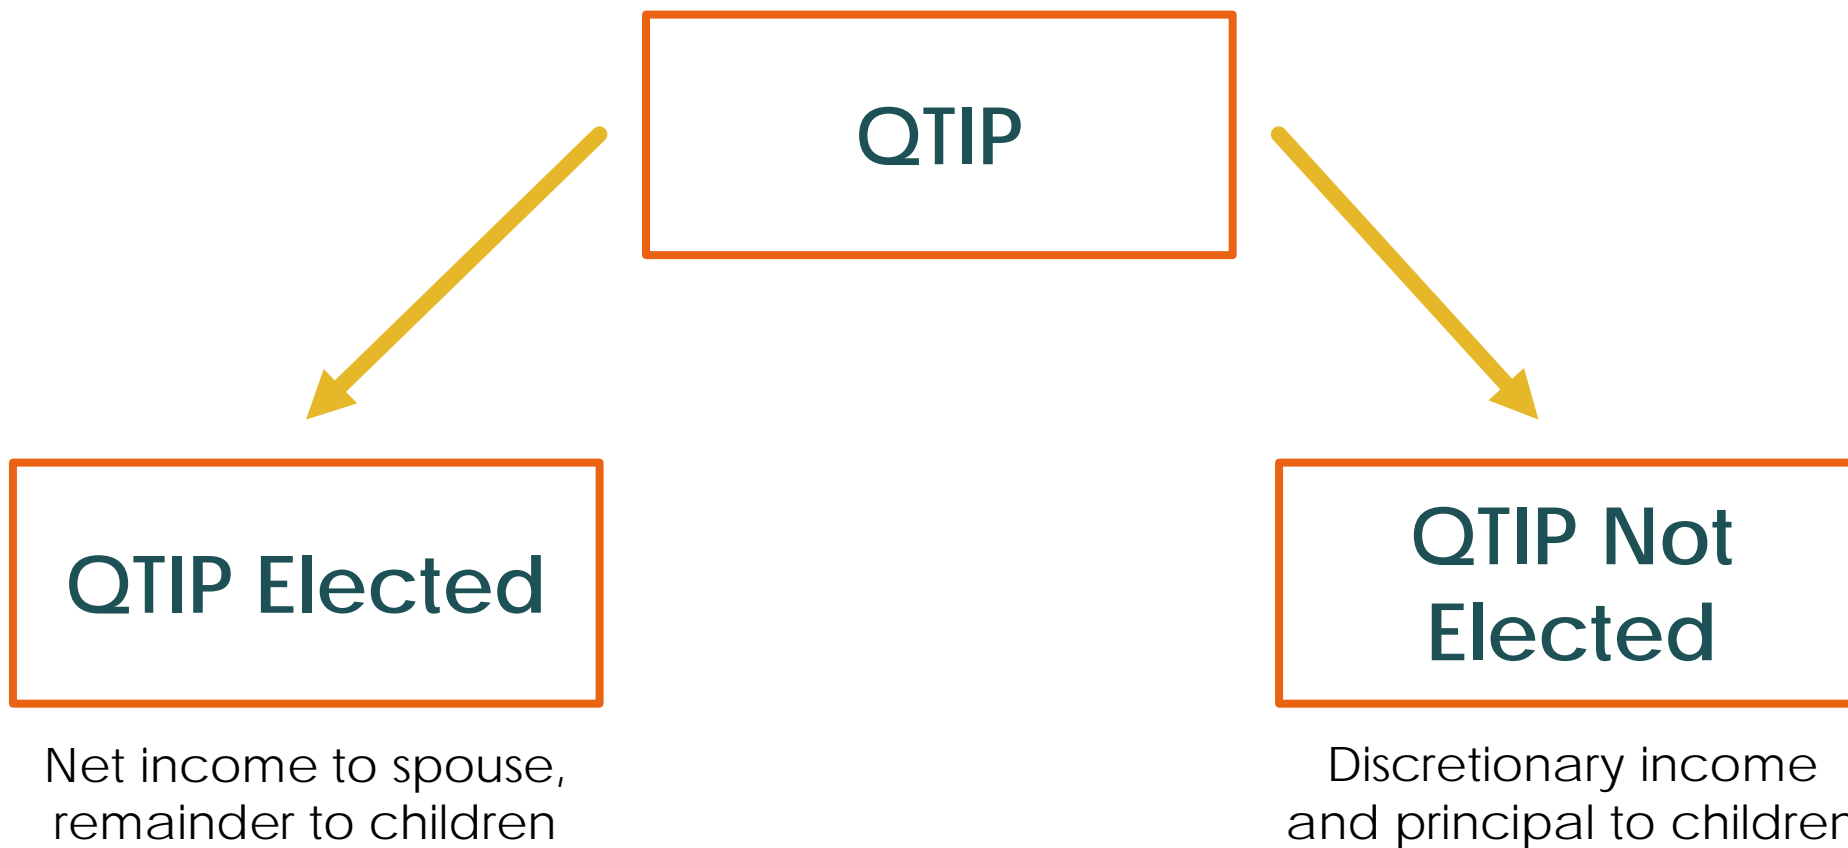 QTIP
QTIP Elected
Net income to spouse,
remainder to children
QTIP Not
Elected
Discretionary income
and principal to children